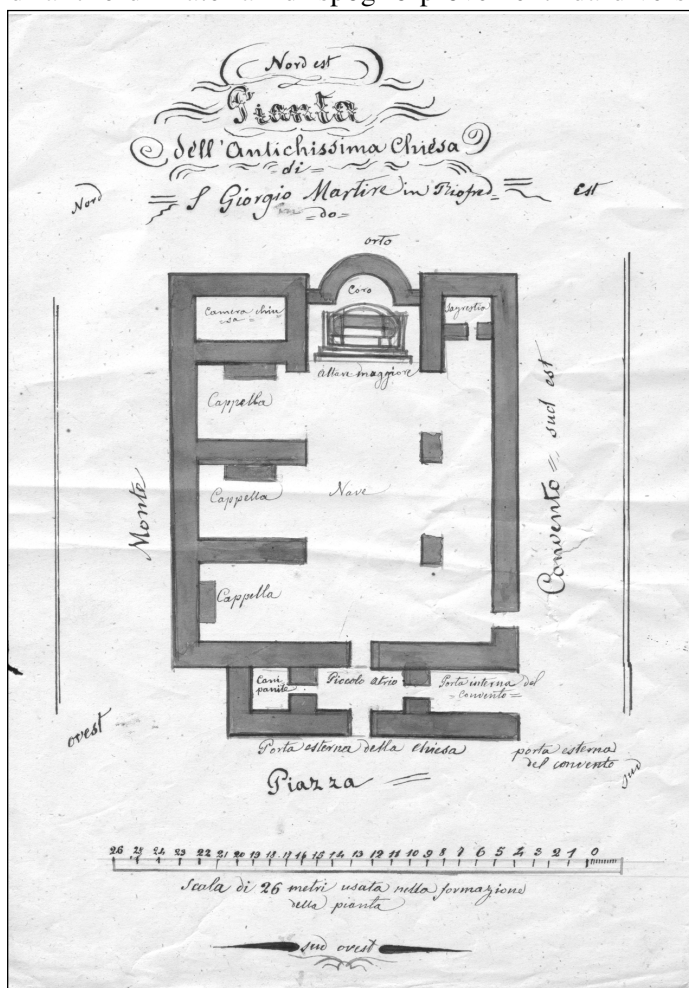 Nord est
Pianta
dell'Antichissima Chiesa
di
S Giorgio Martire in Riofred=
=do=
Nord
Est
orto
Coro
Camera chiu=
sa=
Sagrestia
Altare maggiore
Cappella
Cappella
Nave
Cappella
Monte
Convento = sud est
Cam
panile
Piccolo atrio
Porta interna del
=convento=
ovest
Porta esterna della chiesa
porta esterna
del convento
sud
Piazza
26 25 24 23 22 21 20 19 18 17 16 15 14 13 12 11 10 9 8 7 6 5 4 3 2 1 0
Scala di 26 metri usata nella formazione
della pianta
sud ovest